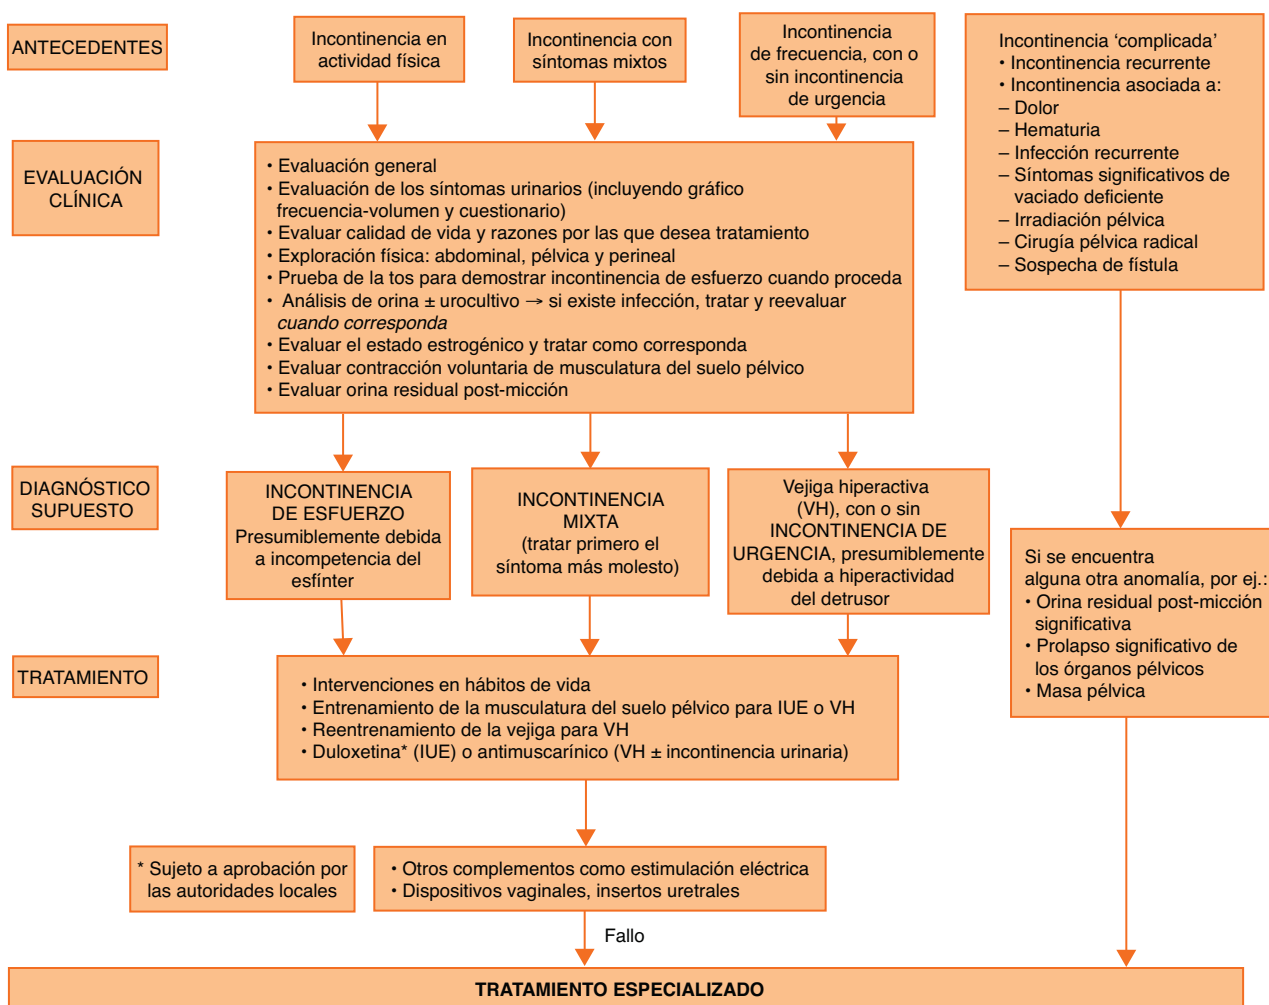 ANTECEDENTES
Incontinencia en
actividad física
Incontinencia con
síntomas mixtos
Incontinencia
de frecuencia, con o
sin incontinencia
de urgencia
Incontinencia ‘complicada’
• Incontinencia recurrente
• Incontinencia asociada a:
– Dolor
– Hematuria
– Infección recurrente
– Síntomas significativos de
vaciado deficiente
– Irradiación pélvica
– Cirugía pélvica radical
– Sospecha de fístula
EVALUACIÓN
CLÍNICA
• Evaluación general
• Evaluación de los síntomas urinarios (incluyendo gráfico
frecuencia-volumen y cuestionario)
• Evaluar calidad de vida y razones por las que desea tratamiento
• Exploración física: abdominal, pélvica y perineal
• Prueba de la tos para demostrar incontinencia de esfuerzo cuando proceda
• Análisis de orina ± urocultivo → si existe infección, tratar y reevaluar
cuando corresponda
• Evaluar el estado estrogénico y tratar como corresponda
• Evaluar contracción voluntaria de musculatura del suelo pélvico
• Evaluar orina residual post-micción
DIAGNÓSTICO
SUPUESTO
INCONTINENCIA
DE ESFUERZO
Presumiblemente debida
a incompetencia del
esfínter
INCONTINENCIA
MIXTA
(tratar primero el
síntoma más molesto)
Vejiga hiperactiva
(VH), con o sin
INCONTINENCIA DE
URGENCIA, presumiblemente
debida a hiperactividad
del detrusor
Si se encuentra
alguna otra anomalía, por ej.:
• Orina residual post-micción
significativa
• Prolapso significativo de
los órganos pélvicos
• Masa pélvica
TRATAMIENTO
• Intervenciones en hábitos de vida
• Entrenamiento de la musculatura del suelo pélvico para IUE o VH
• Reentrenamiento de la vejiga para VH
• Duloxetina* (IUE) o antimuscarínico (VH ± incontinencia urinaria)
* Sujeto a aprobación por
las autoridades locales
• Otros complementos como estimulación eléctrica
• Dispositivos vaginales, insertos uretrales
Fallo
TRATAMIENTO ESPECIALIZADO